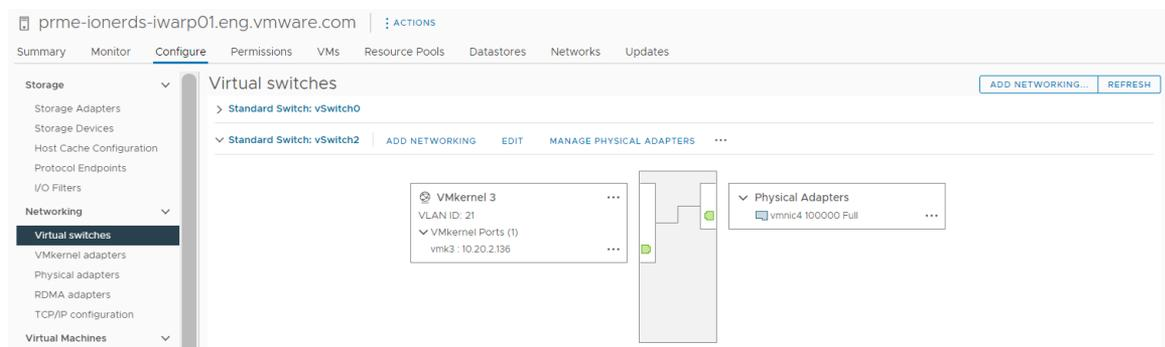 prme-ionerds-iwarp01.eng.vmware.com ACTIONS
Summary Monitor Configure Permissions VMs Resource Pools Datastores Networks Updates
Storage
Storage Adapters
Storage Devices
Host Cache Configuration
Protocol Endpoints
I/O Filters
Networking
Virtual switches
VMkernel adapters
Physical adapters
RDMA adapters
TCP/IP configuration
Virtual Machines
Virtual switches
ADD NETWORKING... REFRESH
Standard Switch: vSwitch0
Standard Switch: vSwitch2 ADD NETWORKING EDIT MANAGE PHYSICAL ADAPTERS ...
VMkernel 3 ...
VLAN ID: 21
VMkernel Ports (1)
vmk3 : 10.20.2.136 ...
Physical Adapters
vmnic4 100000 Full ...